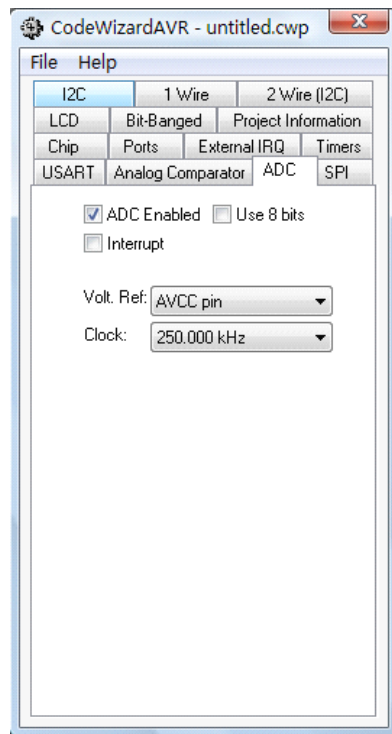 CodeWizardAVR - untitled.cwp
File Help
I2C 1 Wire 2 Wire (I2C)
LCD Bit-Banged Project Information
Chip Ports External IRQ Timers
USART Analog Comparator ADC SPI
ADC Enabled Use 8 bits
Interrupt
Volt. Ref: AVCC pin
Clock: 250.000 kHz